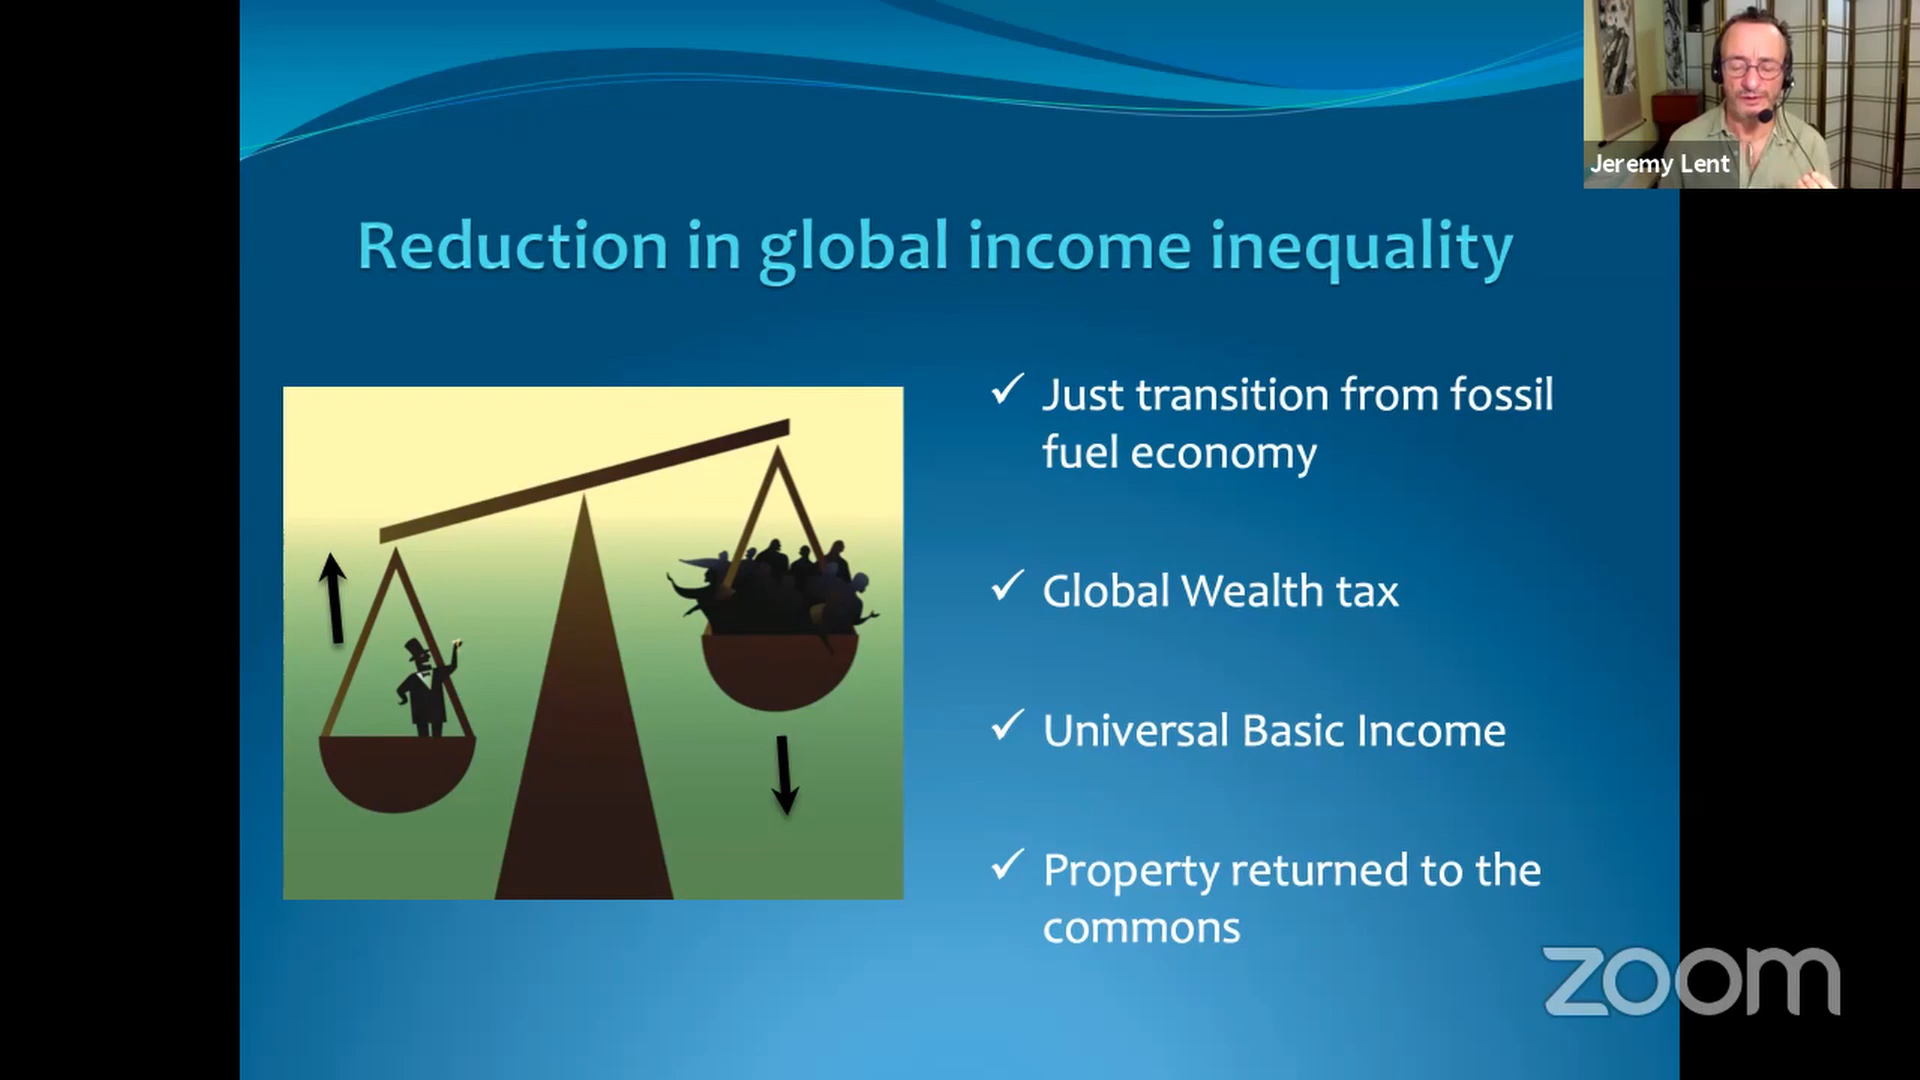 Jeremy Lent
Reduction in global income inequality
✓ Just transition from fossil
fuel economy
✓ Global Wealth tax
✓ Universal Basic Income
✓ Property returned to the
commons
zoom